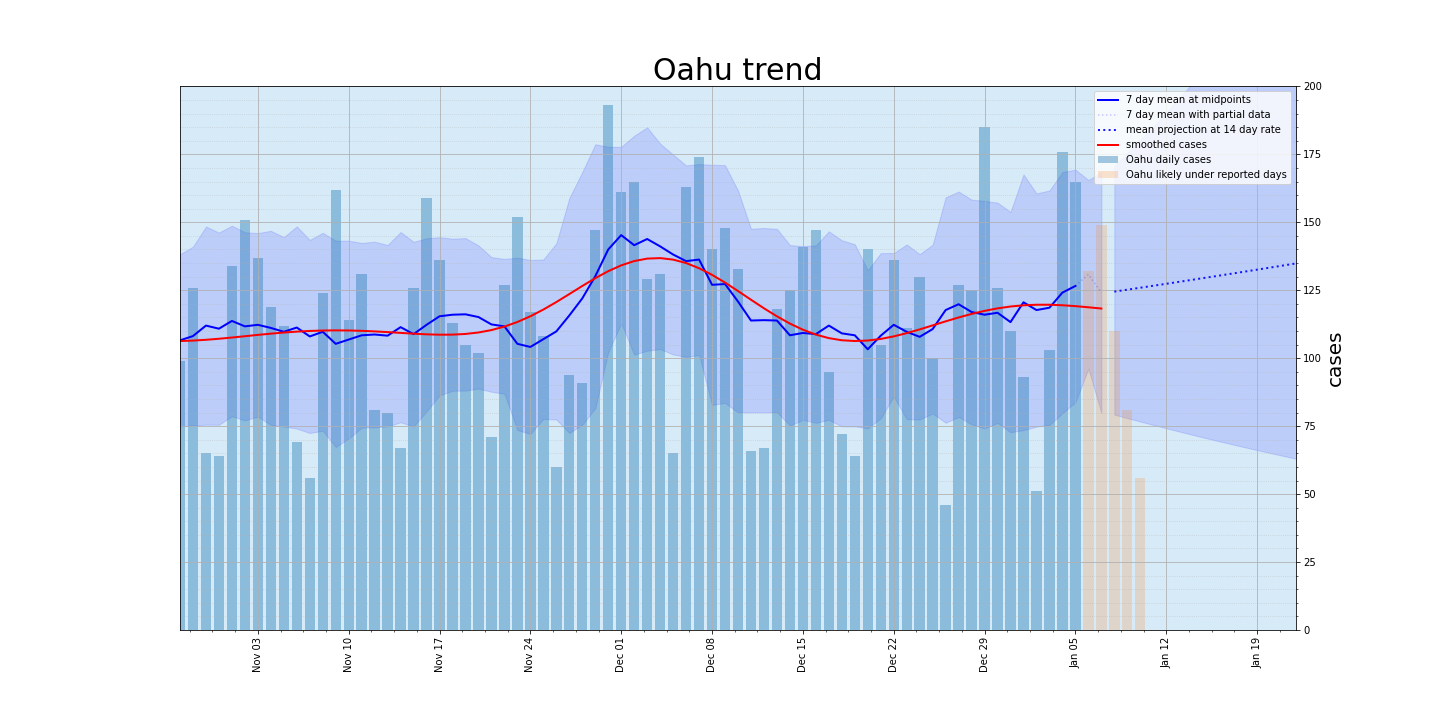 Oahu trend
7 day mean at midpoints
7 day mean with partial data
mean projection at 14 day rate
smoothed cases
Oahu daily cases
Oahu likely under reported days
200
175
150
125
100
75
50
25
0
cases
Nov 03
Nov 10
Nov 17
Nov 24
Dec 01
Dec 08
Dec 15
Dec 22
Dec 29
Jan 05
Jan 12
Jan 19